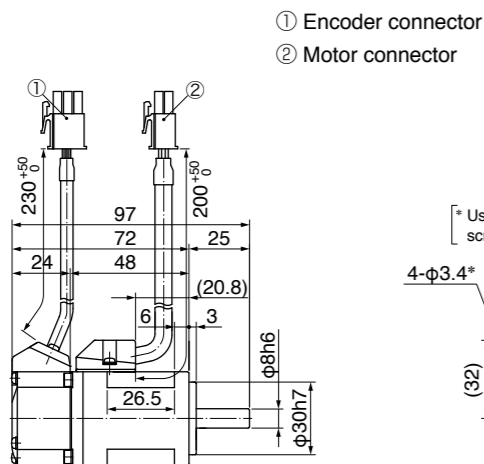 ① Encoder connector
② Motor connector
① ②
230 +50 0
200 +50 0
97
72 25
24 48
(20.8)
6 3
26.5
φ8h6
φ30h7
* Us
sc
4-φ3.4*
(32)